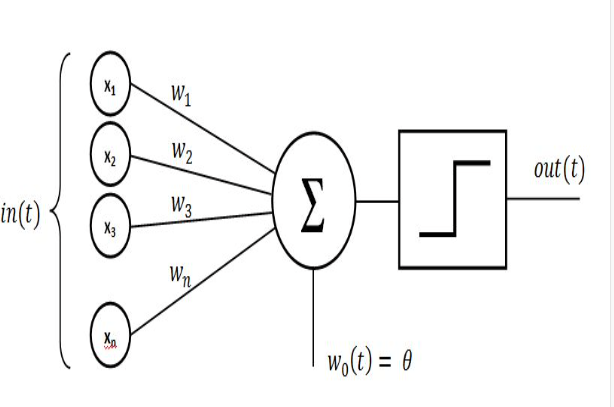 x₁
w₁
x₂
w₂
x₃
w₃
in(t)
wₙ
xₙ
Σ
out(t)
w₀(t) = θ